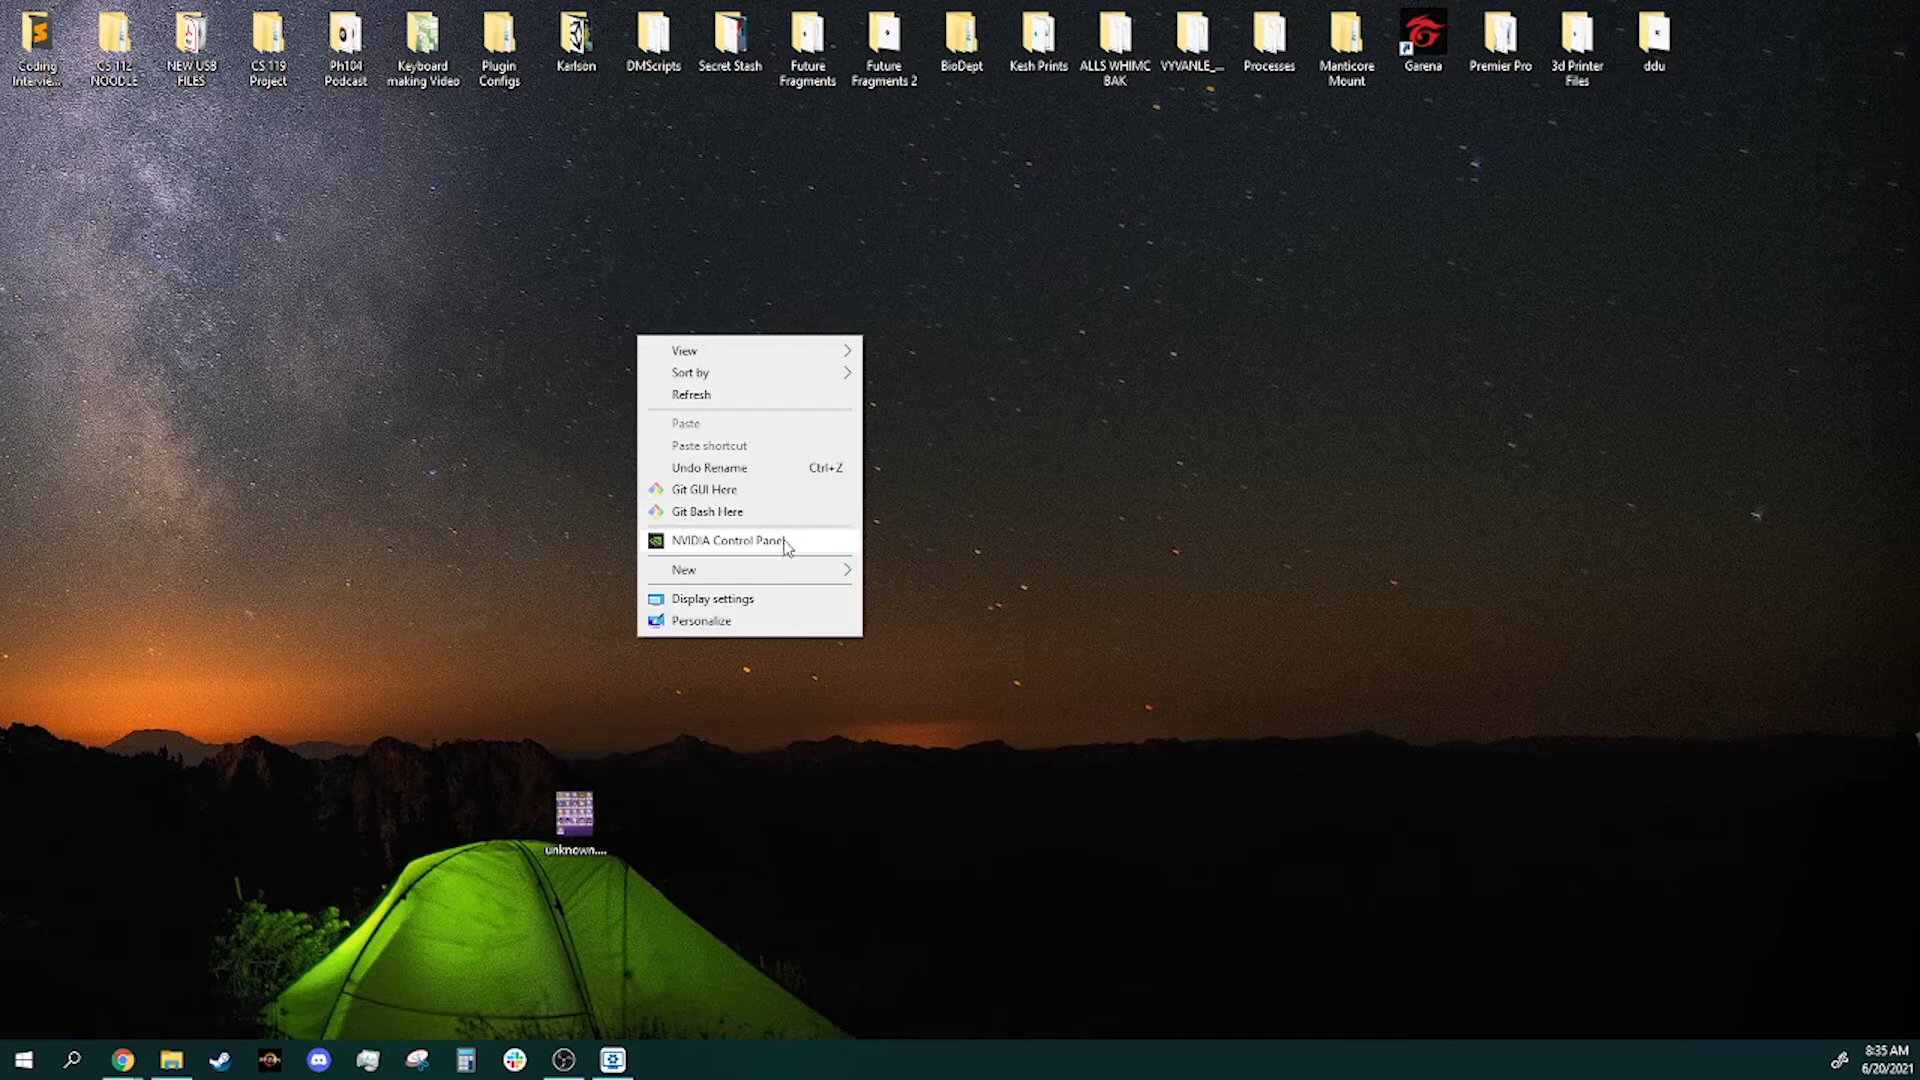 Coding
Intervie...
CS 112
NOODLE
NEW USB
FILES
CS 119
Project
Ph104
Podcast
Keyboard
making Video
Plugin
Configs
Karlson
DMScripts
Secret Stash
Future
Fragments
Future
Fragments 2
BioDept
Kesh Prints
ALLS WHIMC
BAK
VYVANLE_...
Processes
Manticore
Mount
Garena
Premier Pro
3d Printer
Files
ddu
View
Sort by
Refresh
Paste
Paste shortcut
Undo Rename Ctrl+Z
Git GUI Here
Git Bash Here
NVIDIA Control Panel
New
Display settings
Personalize
unknown....
8:35 AM
6/20/2021